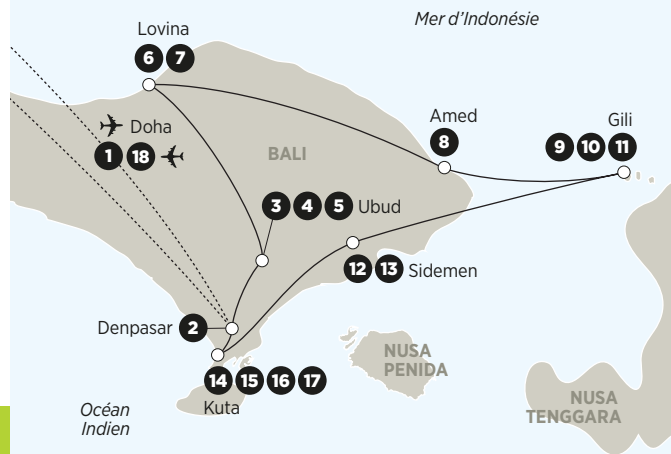 Mer d'Indonésie
Lovina
6 7
Doha
1 18
BALI
Amed
8
Gili
9 10 11
3 4 5 Ubud
12 13 Sidemen
Denpasar 2
NUSA
PENIDA
14 15 16 17
Kuta
Océan
Indien
NUSA
TENGGARA